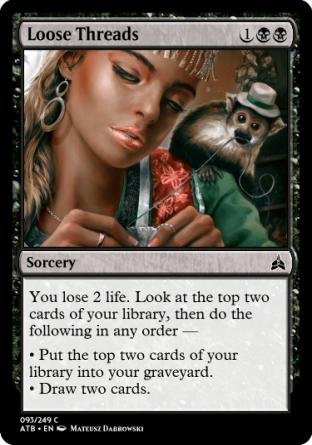 Loose Threads 1
Sorcery
You lose 2 life. Look at the top two
cards of your library, then do the
following in any order —
• Put the top two cards of your
library into your graveyard.
• Draw two cards.
093/249 C
ATB • EN Mateusz Dabrowski